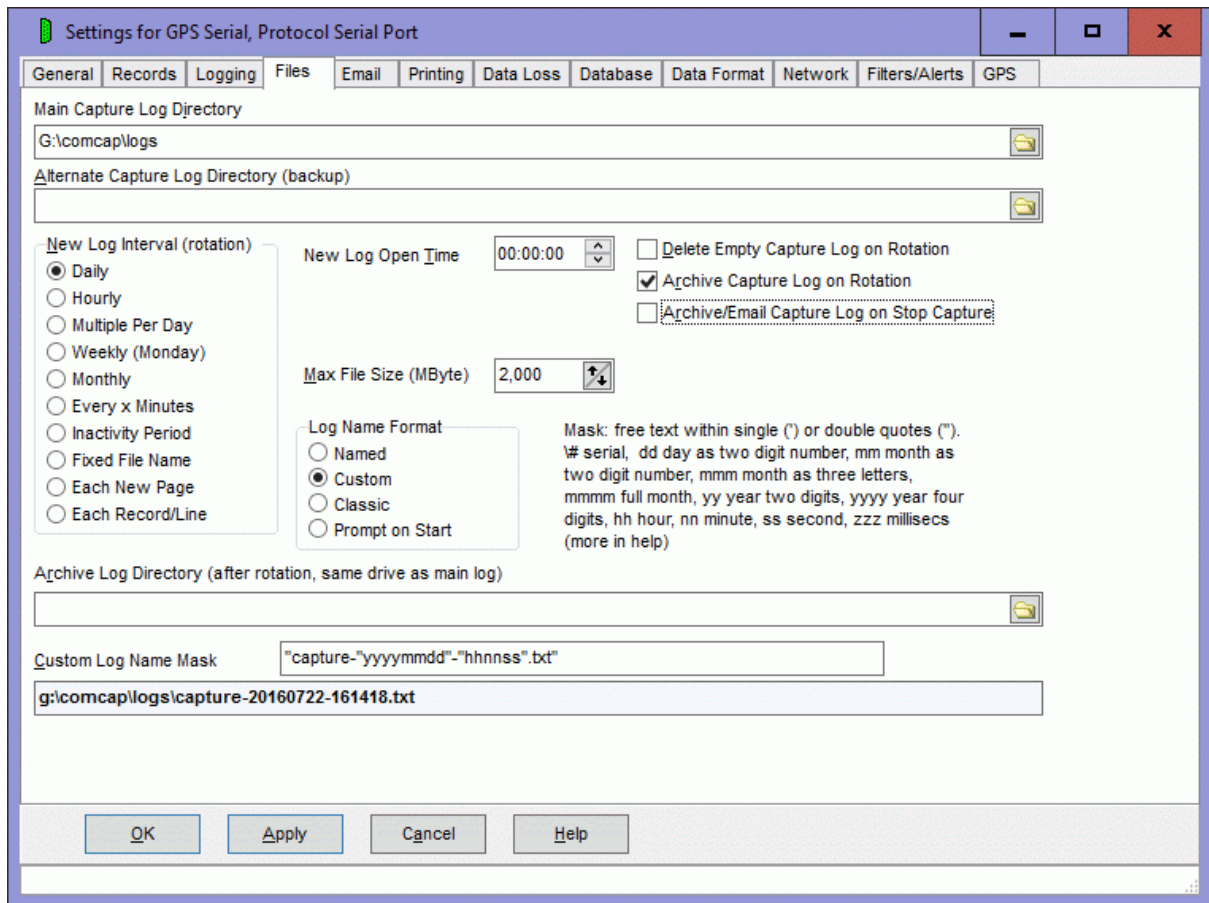 Settings for GPS Serial, Protocol Serial Port
General Records Logging Files Email Printing Data Loss Database Data Format Network Filters/Alerts GPS
Main Capture Log Directory
G:\comcap\logs
Alternate Capture Log Directory (backup)
New Log Interval (rotation)
Daily
Hourly
Multiple Per Day
Weekly (Monday)
Monthly
Every x Minutes
Inactivity Period
Fixed File Name
Each New Page
Each Record/Line
New Log Open Time 00:00:00
Delete Empty Capture Log on Rotation
Archive Capture Log on Rotation
Archive/Email Capture Log on Stop Capture
Max File Size (MByte) 2,000
Log Name Format
Named
Custom
Classic
Prompt on Start
Mask: free text within single (') or double quotes (").
\# serial, dd day as two digit number, mm month as
two digit number, mmm month as three letters,
mmmm full month, yy year two digits, yyyy year four
digits, hh hour, nn minute, ss second, zzz millisecs
(more in help)
Archive Log Directory (after rotation, same drive as main log)
Custom Log Name Mask "capture-"yyyymmdd"-"hhnnss".txt"
g:\comcap\logs\capture-20160722-161418.txt
OK Apply Cancel Help